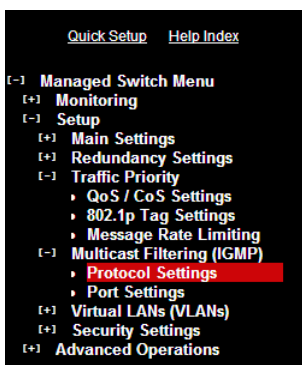 Quick Setup Help Index
[-] Managed Switch Menu
[+] Monitoring
[-] Setup
[+] Main Settings
[+] Redundancy Settings
[-] Traffic Priority
QoS / CoS Settings
802.1p Tag Settings
Message Rate Limiting
[-] Multicast Filtering (IGMP)
Protocol Settings
Port Settings
[+] Virtual LANs (VLANs)
[+] Security Settings
[+] Advanced Operations